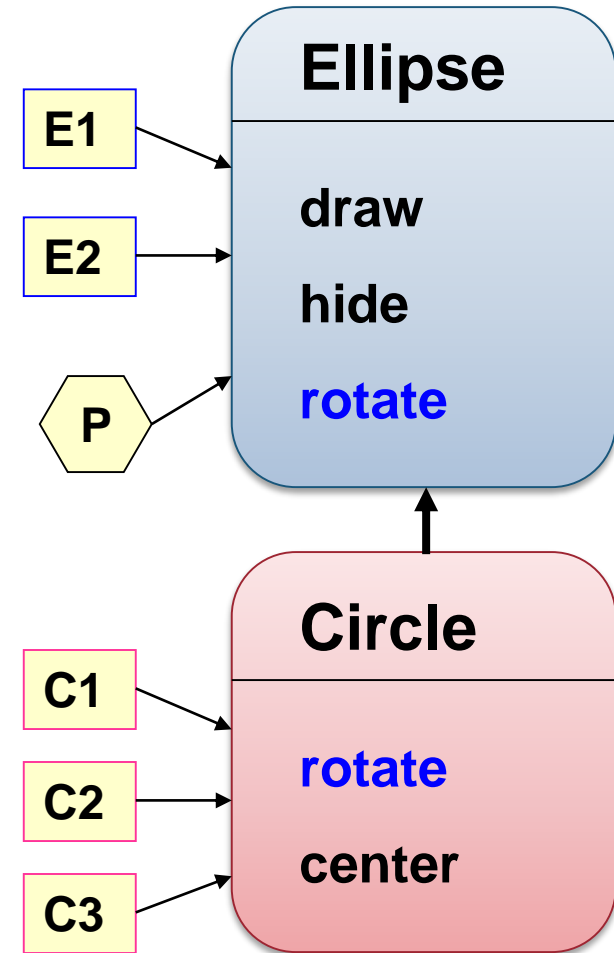 Ellipse
E1
draw
E2
hide
rotate
P
Circle
C1
rotate
C2
center
C3